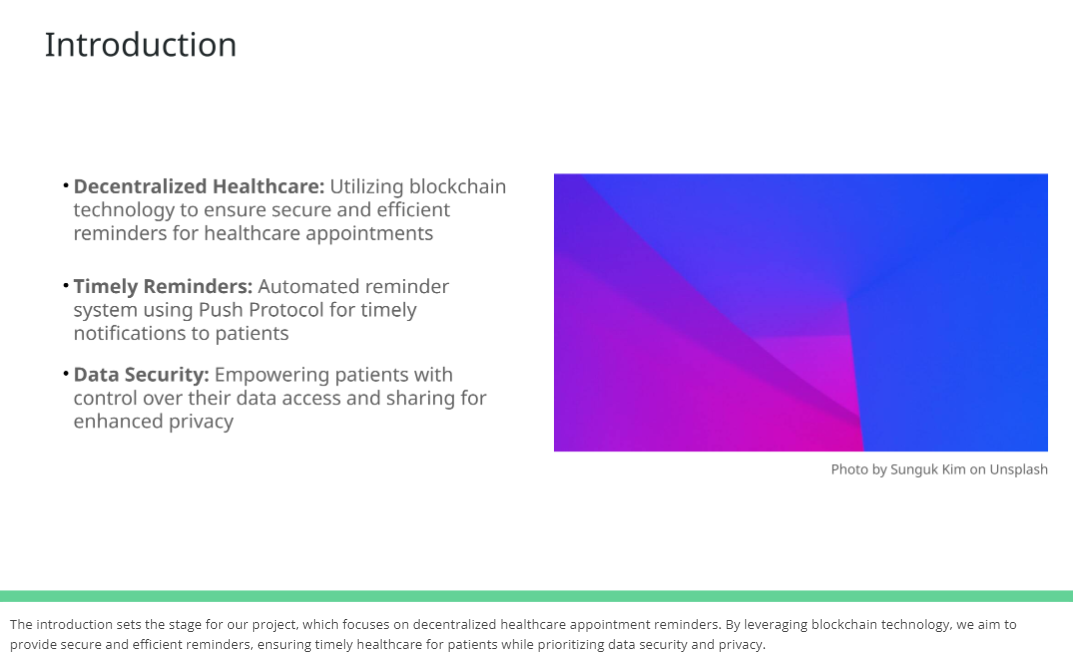 Introduction
• Decentralized Healthcare: Utilizing blockchain
technology to ensure secure and efficient
reminders for healthcare appointments
• Timely Reminders: Automated reminder
system using Push Protocol for timely
notifications to patients
• Data Security: Empowering patients with
control over their data access and sharing for
enhanced privacy
Photo by Sunguk Kim on Unsplash
The introduction sets the stage for our project, which focuses on decentralized healthcare appointment reminders. By leveraging blockchain technology, we aim to
provide secure and efficient reminders, ensuring timely healthcare for patients while prioritizing data security and privacy.